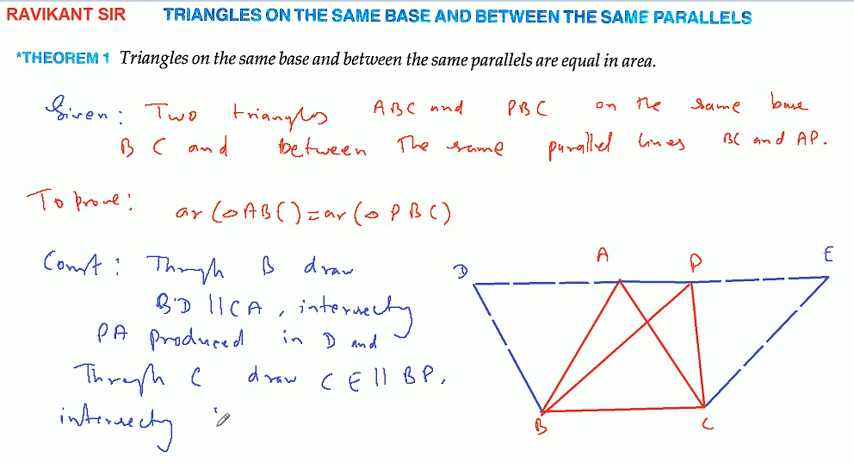 RAVIKANT SIR TRIANGLES ON THE SAME BASE AND BETWEEN THE SAME PARALLELS
*THEOREM 1 Triangles on the same base and between the same parallels are equal in area.
Given: Two triangles ABC and PBC on the same base
BC and between the same parallel lines BC and AP.
To prove: ar(△ABC)=ar(△PBC)
Const: Through B draw
BD || CA, intersecting
PA produced in D and
Through C draw CE || BP,
intersecting
D A P E
B C